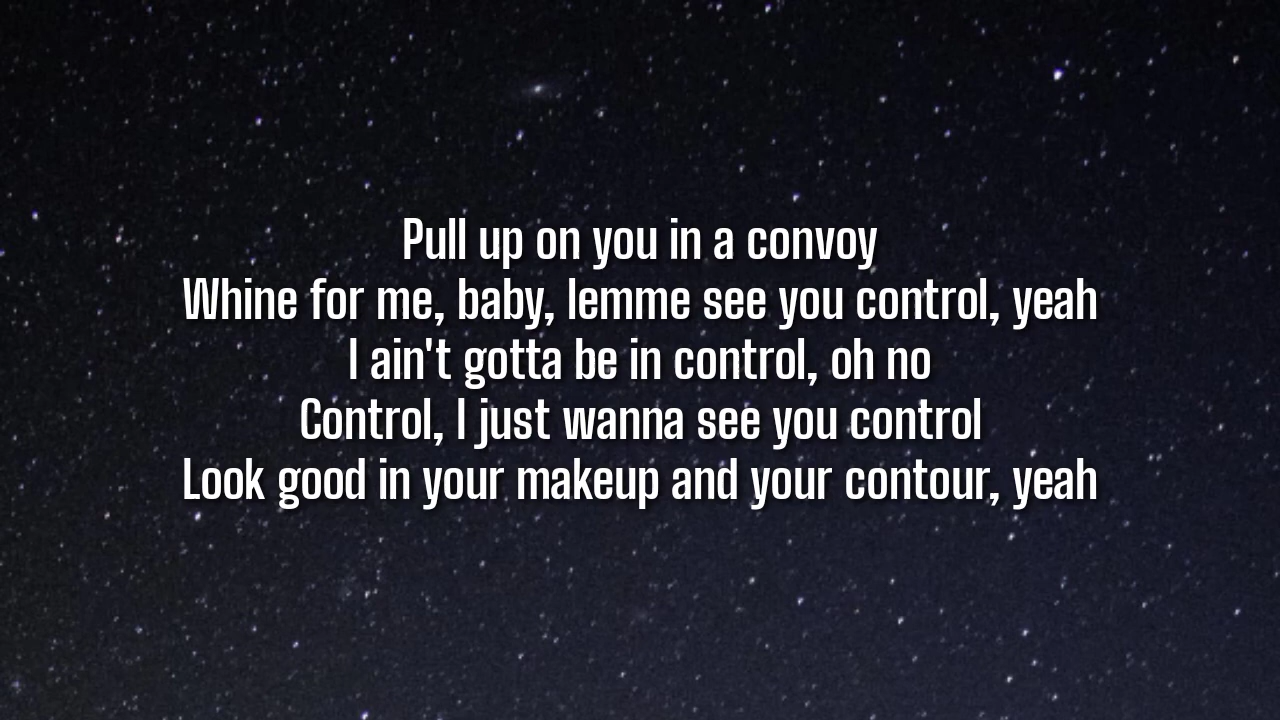 Pull up on you in a convoy
Whine for me, baby, lemme see you control, yeah
I ain't gotta be in control, oh no
Control, I just wanna see you control
Look good in your makeup and your contour, yeah